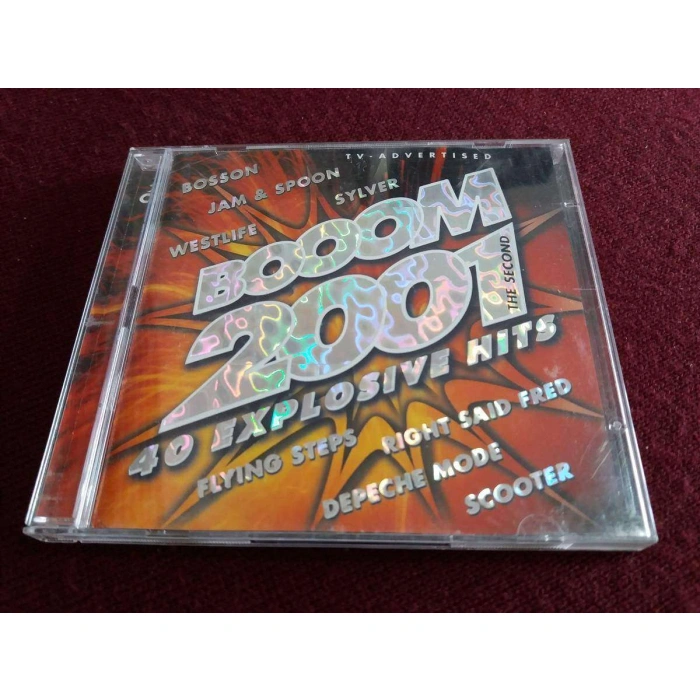 TV-ADVERTISED
BOSSON
JAM & SPOON
SYLVER
WESTLIFE
BOOOM
2001
THE SECOND
40 EXPLOSIVE HITS
FLYING STEPS
RIGHT SAID FRED
DEPECHE MODE
SCOOTER